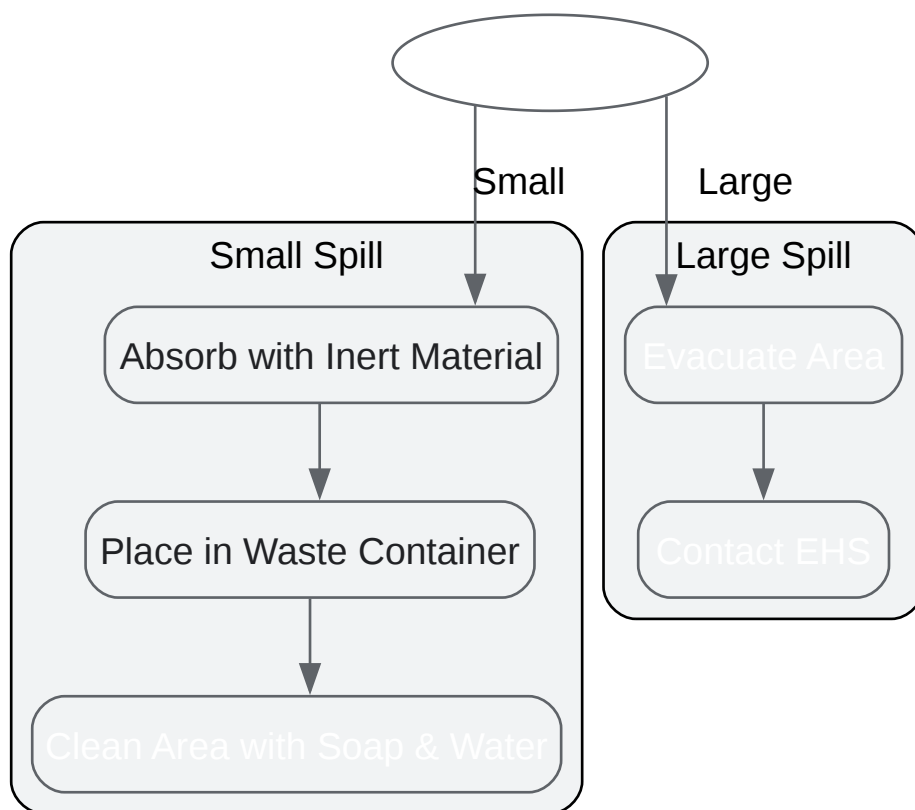 Small
Large
Small Spill
Large Spill
Absorb with Inert Material
Evacuate Area
Place in Waste Container
Contact EHS
Clean Area with Soap & Water